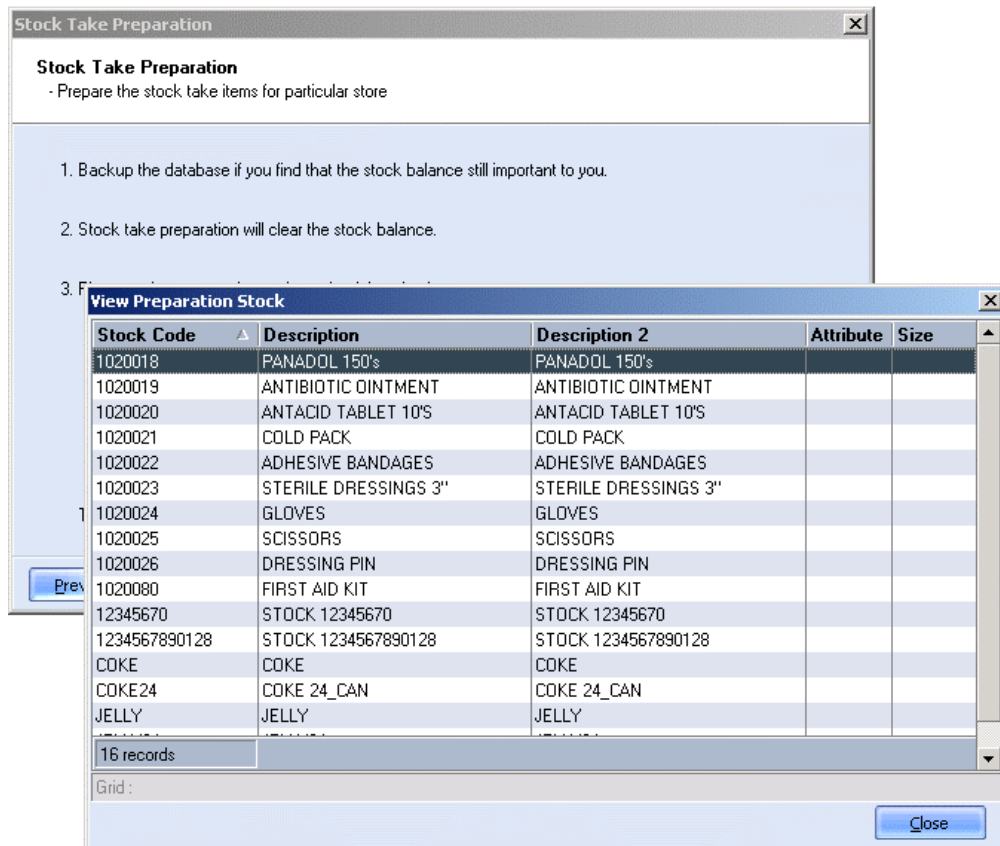 Stock Take Preparation
Stock Take Preparation
- Prepare the stock take items for particular store
1. Backup the database if you find that the stock balance still important to you.
2. Stock take preparation will clear the stock balance.
3.
Prev
View Preparation Stock
Stock Code Description Description 2 Attribute Size
1020018 PANADOL 150's PANADOL 150's
1020019 ANTIBIOTIC OINTMENT ANTIBIOTIC OINTMENT
1020020 ANTACID TABLET 10'S ANTACID TABLET 10'S
1020021 COLD PACK COLD PACK
1020022 ADHESIVE BANDAGES ADHESIVE BANDAGES
1020023 STERILE DRESSINGS 3'' STERILE DRESSINGS 3''
1020024 GLOVES GLOVES
1020025 SCISSORS SCISSORS
1020026 DRESSING PIN DRESSING PIN
1020080 FIRST AID KIT FIRST AID KIT
12345670 STOCK 12345670 STOCK 12345670
1234567890128 STOCK 1234567890128 STOCK 1234567890128
COKE COKE COKE
COKE24 COKE 24_CAN COKE 24_CAN
JELLY JELLY JELLY
16 records
Grid :
Close